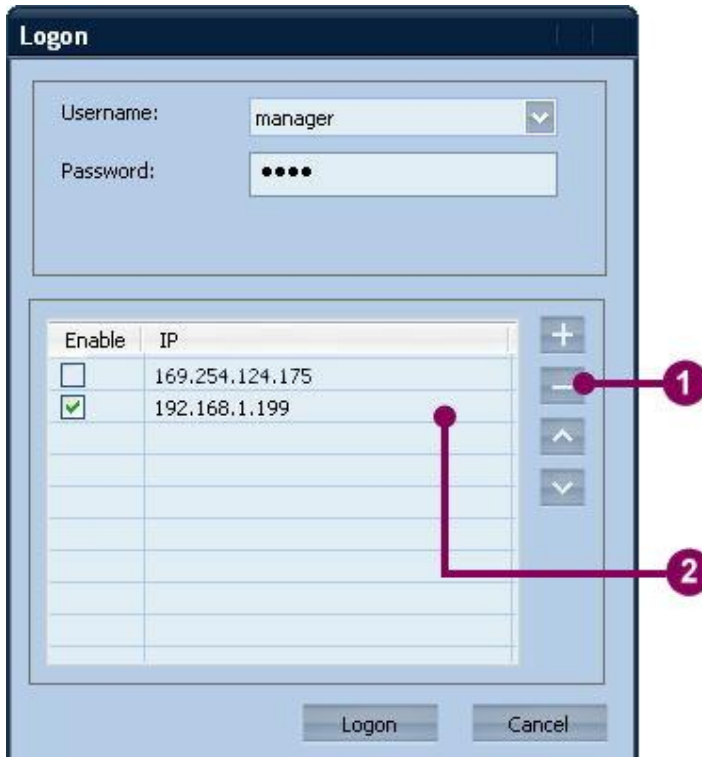 Logon
Username: manager
Password: ••••
Enable IP
169.254.124.175
192.168.1.199
1
2
Logon Cancel